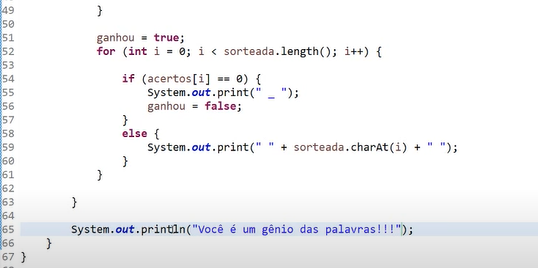 49 }
50
51 ganhou = true;
52 for (int i = 0; i < sorteada.length(); i++) {
53
54 if (acertos[i] == 0) {
55 System.out.print(" _ ");
56 ganhou = false;
57 }
58 else {
59 System.out.print(" " + sorteada.charAt(i) + " ");
60 }
61 }
62
63 }
64
65 System.out.println("Você é um gênio das palavras!!!");
66 }
67 }